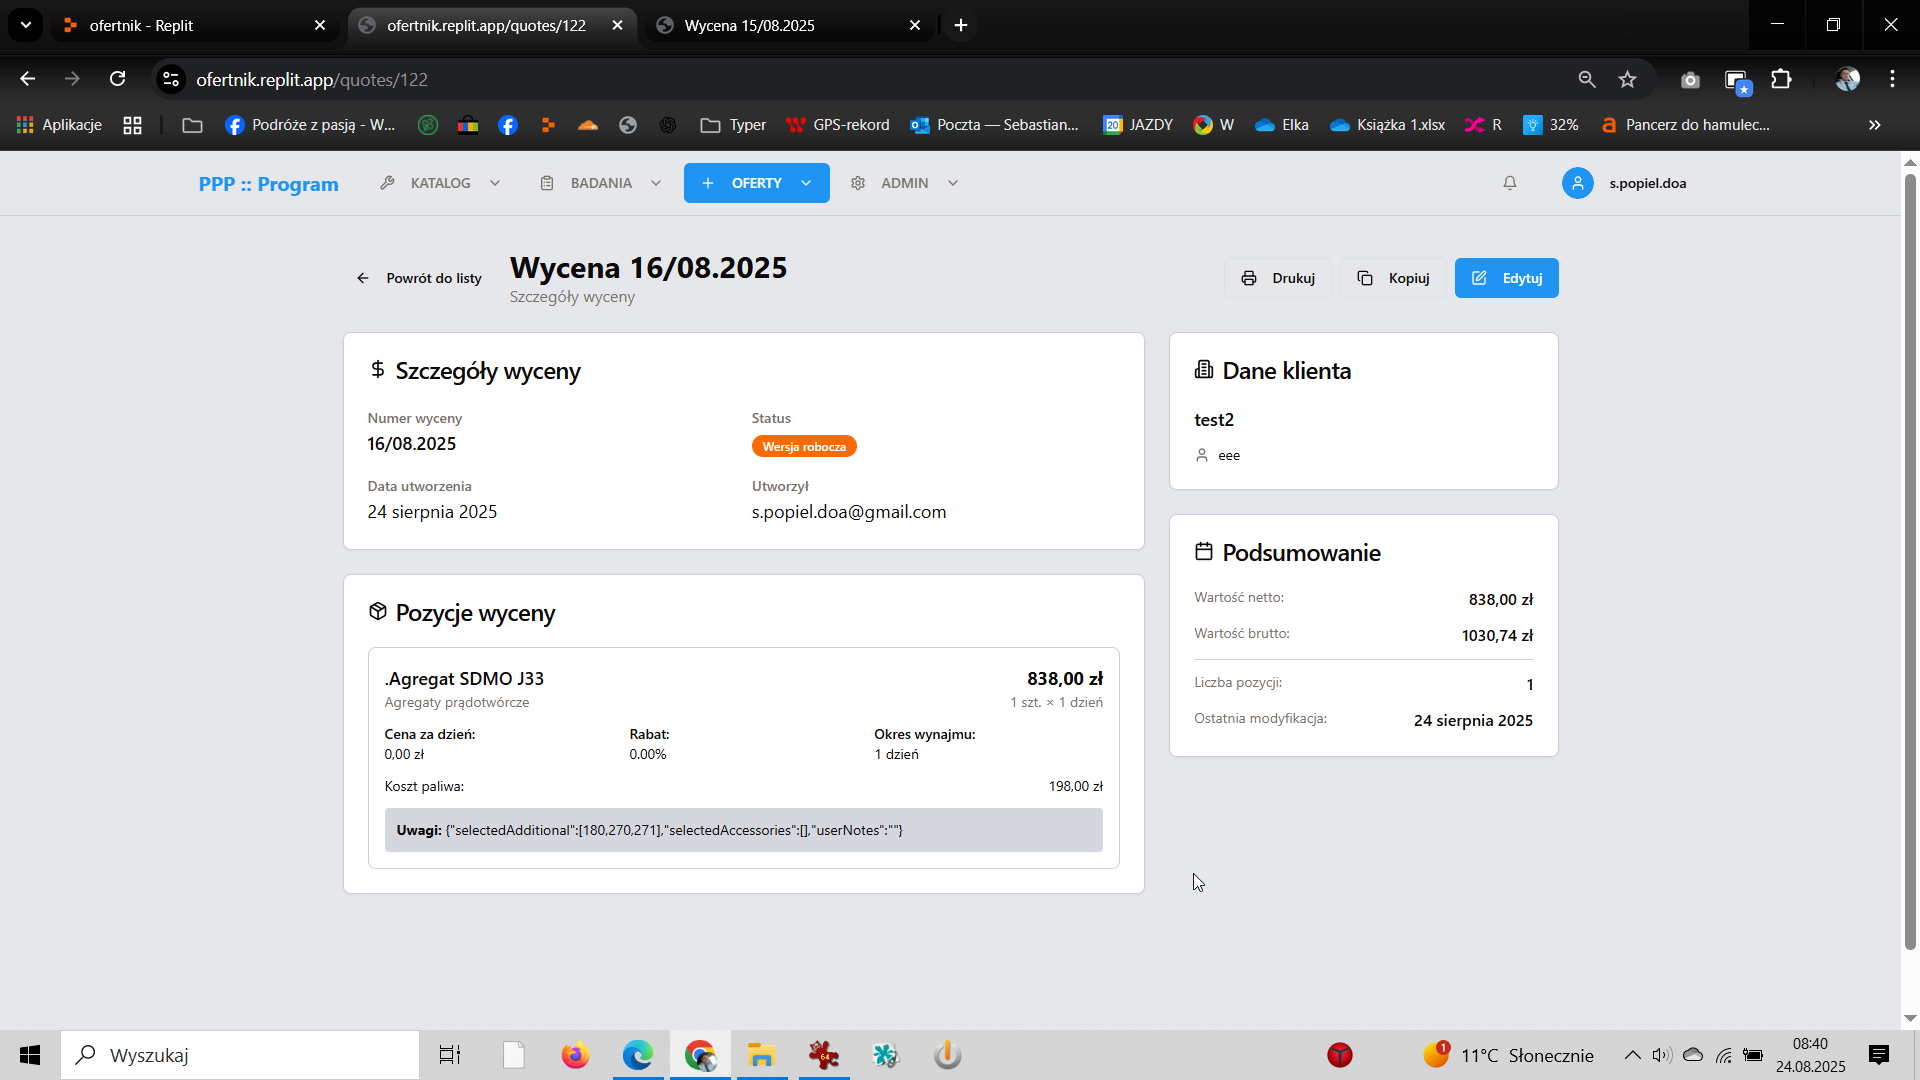 ofertnik - Replit
ofertnik.replit.app/quotes/122
Wycena 15/08.2025
ofertnik.replit.app/quotes/122
Aplikacje
Podróże z pasją - W...
Typer
GPS-rekord
Poczta — Sebastian...
20
JAZDY
W
Elka
Książka 1.xlsx
R
32%
Pancerz do hamulec...
PPP :: Program
KATALOG
BADANIA
OFERTY
ADMIN
s.popiel.doa
Powrót do listy
Wycena 16/08.2025
Szczegóły wyceny
Drukuj
Kopiuj
Edytuj
Szczegóły wyceny
Numer wyceny
16/08.2025
Status
Wersja robocza
Data utworzenia
24 sierpnia 2025
Utworzył
s.popiel.doa@gmail.com
Dane klienta
test2
eee
Podsumowanie
Wartość netto:
838,00 zł
Wartość brutto:
1030,74 zł
Liczba pozycji:
1
Ostatnia modyfikacja:
24 sierpnia 2025
Pozycje wyceny
.Agregat SDMO J33
838,00 zł
Agregaty prądotwórcze
1 szt. × 1 dzień
Cena za dzień:
0,00 zł
Rabat:
0.00%
Okres wynajmu:
1 dzień
Koszt paliwa:
198,00 zł
Uwagi: {"selectedAdditional":[180,270,271],"selectedAccessories":[],"userNotes":""}
Wyszukaj
64
1
11°C Słonecznie
08:40
24.08.2025